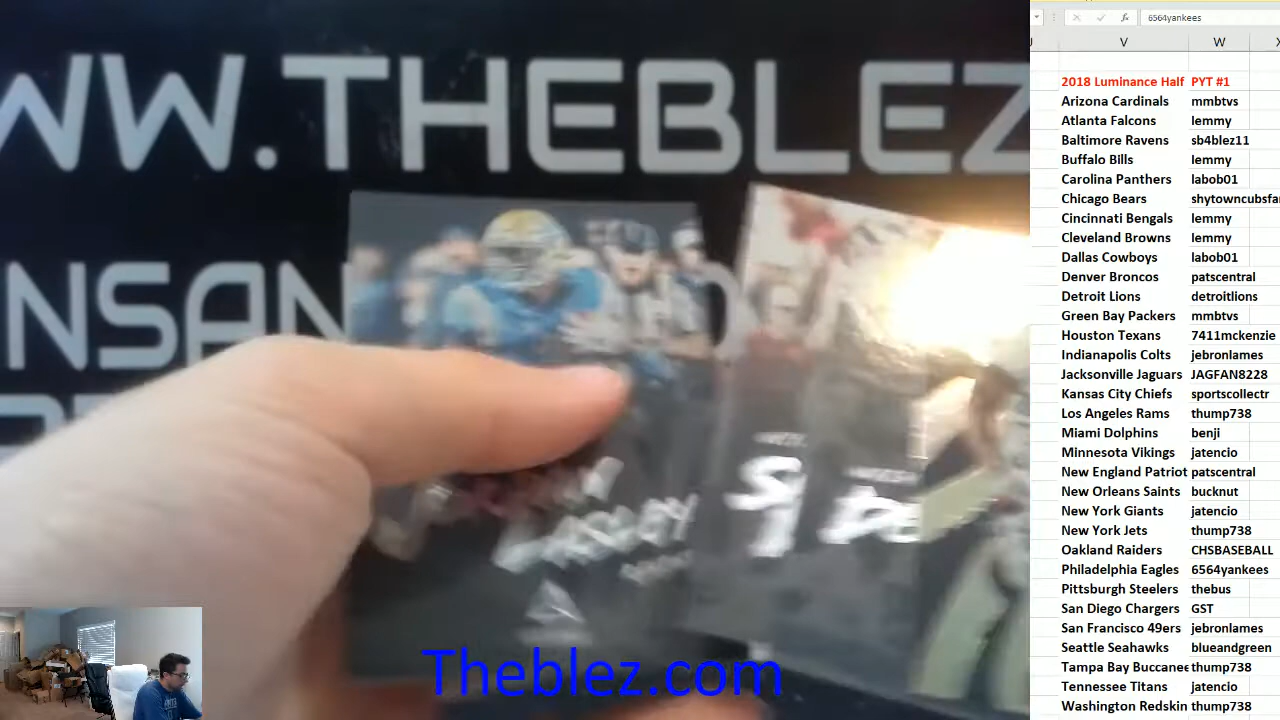 WW.THEBLEZ
NSAN
Theblez.com
6564yankees
V W X
2018 Luminance Half PYT #1
Arizona Cardinals mmbtvs
Atlanta Falcons lemmy
Baltimore Ravens sb4blez11
Buffalo Bills lemmy
Carolina Panthers labob01
Chicago Bears shytowncubsfa
Cincinnati Bengals lemmy
Cleveland Browns lemmy
Dallas Cowboys labob01
Denver Broncos patscentral
Detroit Lions detroitlions
Green Bay Packers mmbtvs
Houston Texans 7411mckenzie
Indianapolis Colts jebronlames
Jacksonville Jaguars JAGFAN8228
Kansas City Chiefs sportscollectr
Los Angeles Rams thump738
Miami Dolphins benji
Minnesota Vikings jatencio
New England Patriot patscentral
New Orleans Saints bucknut
New York Giants jatencio
New York Jets thump738
Oakland Raiders CHSBASEBALL
Philadelphia Eagles 6564yankees
Pittsburgh Steelers thebus
San Diego Chargers GST
San Francisco 49ers jebronlames
Seattle Seahawks blueandgreen
Tampa Bay Buccanee thump738
Tennessee Titans jatencio
Washington Redskin thump738